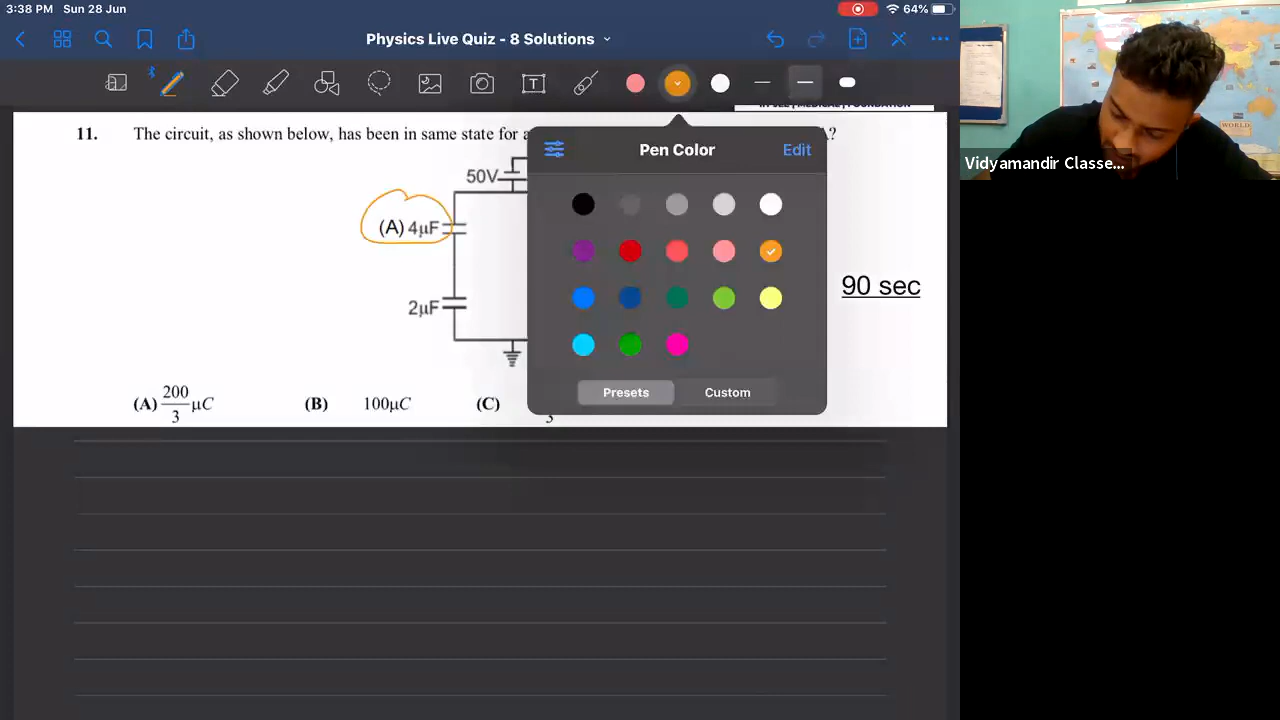 3:38 PM Sun 28 Jun
64%
Physics Live Quiz - 8 Solutions
11. The circuit, as shown below, has been in same state for a
?
Pen Color
Edit
50V
(A) 4µF
2µF
90 sec
(A) 200/3 µC (B) 100µC (C)
3
Presets
Custom
Vidyamandir Classe...
WORLD